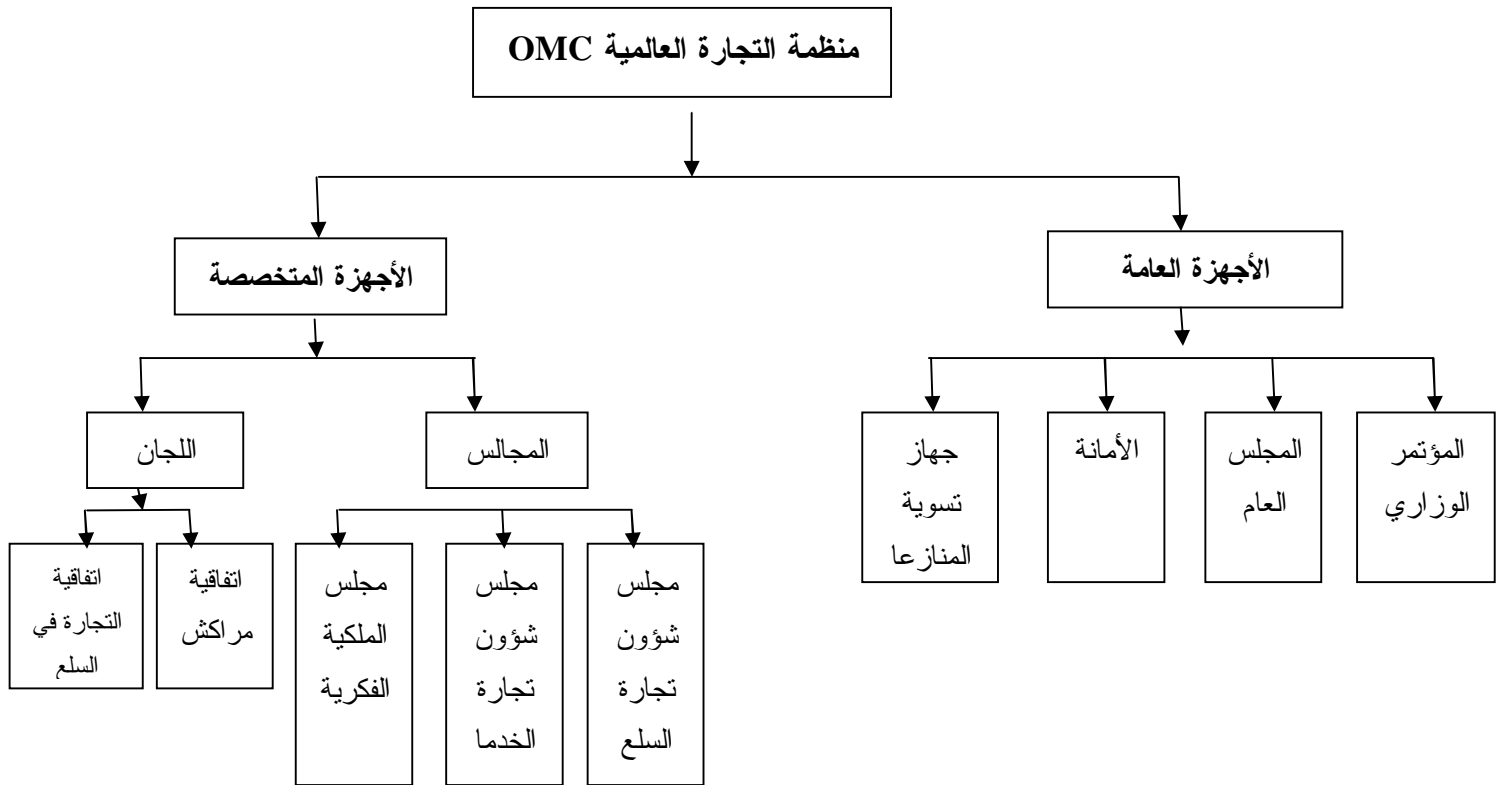 منظمة التجارة العالمية OMC
الأجهزة العامة
الأجهزة المتخصصة
المؤتمر
الوزاري
المجلس
العام
الأمانة
جهاز
تسوية
المنازعا
المجالس
اللجان
مجلس
شؤون
تجارة
السلع
مجلس
شؤون
تجارة
الخدما
مجلس
الملكية
الفكرية
اتفاقية
مراكش
اتفاقية
التجارة في
السلع